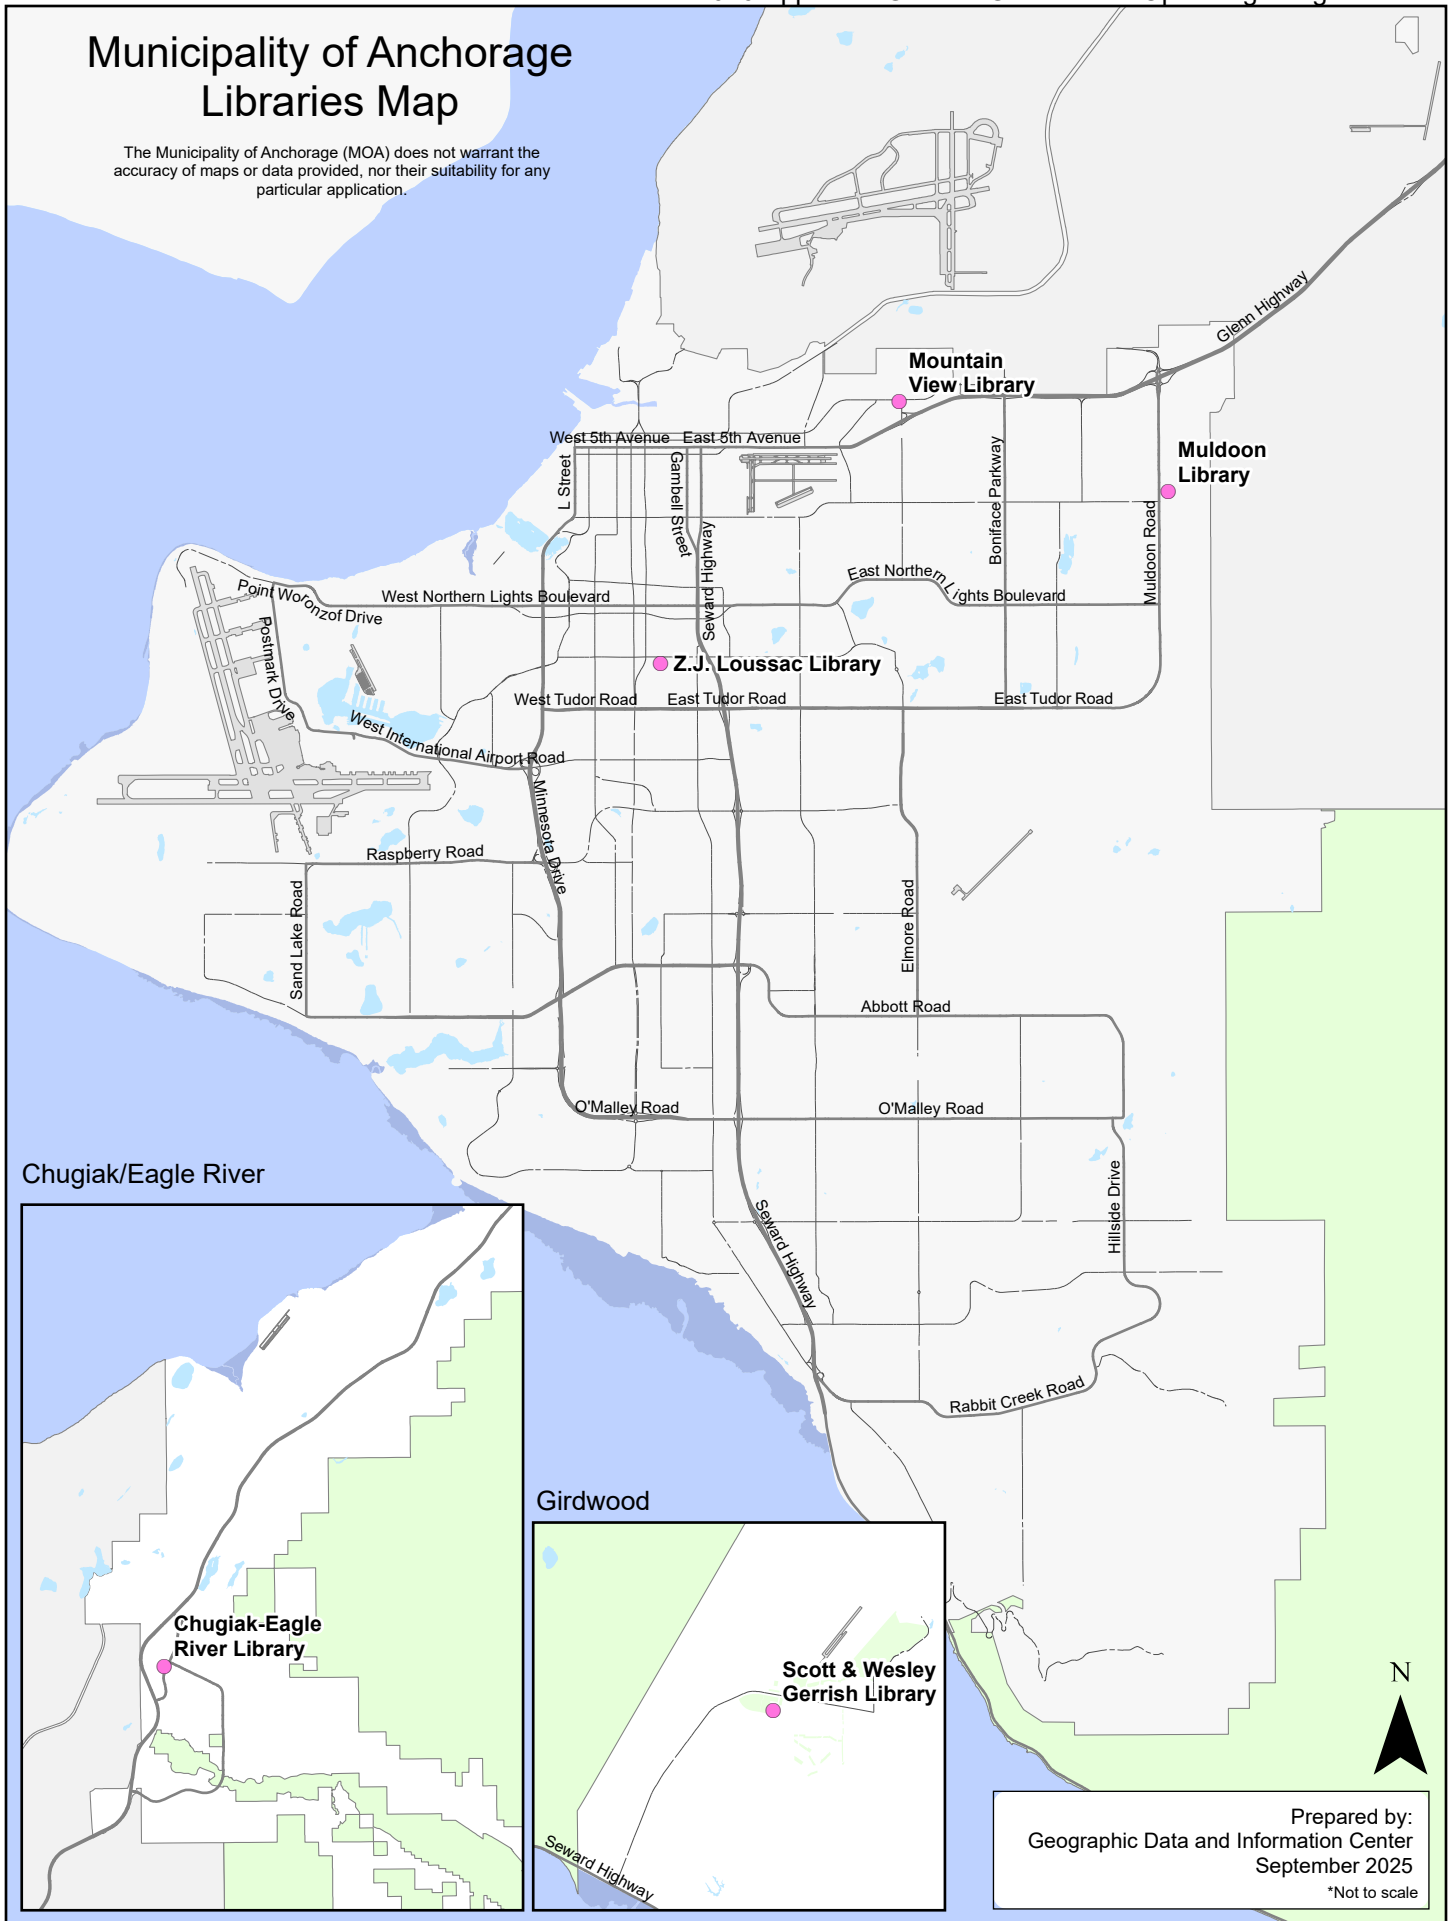 Municipality of Anchorage
Libraries Map
The Municipality of Anchorage (MOA) does not warrant the
accuracy of maps or data provided, nor their suitability for any
particular application.
Glenn Highway
Mountain
View Library
West 5th Avenue
East 5th Avenue
Muldoon
Library
L Street
Gambell Street
Seward Highway
Boniface Parkway
Muldoon Road
Point Woronzof Drive
West Northern Lights Boulevard
East Northern Lights Boulevard
Postmark Drive
Z.J. Loussac Library
West Tudor Road
East Tudor Road
East Tudor Road
West International Airport Road
Minnesota Drive
Raspberry Road
Sand Lake Road
Elmore Road
Abbott Road
O'Malley Road
O'Malley Road
Hillside Drive
Seward Highway
Rabbit Creek Road
Chugiak/Eagle River
Chugiak-Eagle
River Library
Girdwood
Scott & Wesley
Gerrish Library
Seward Highway
N
Prepared by:
Geographic Data and Information Center
September 2025
*Not to scale